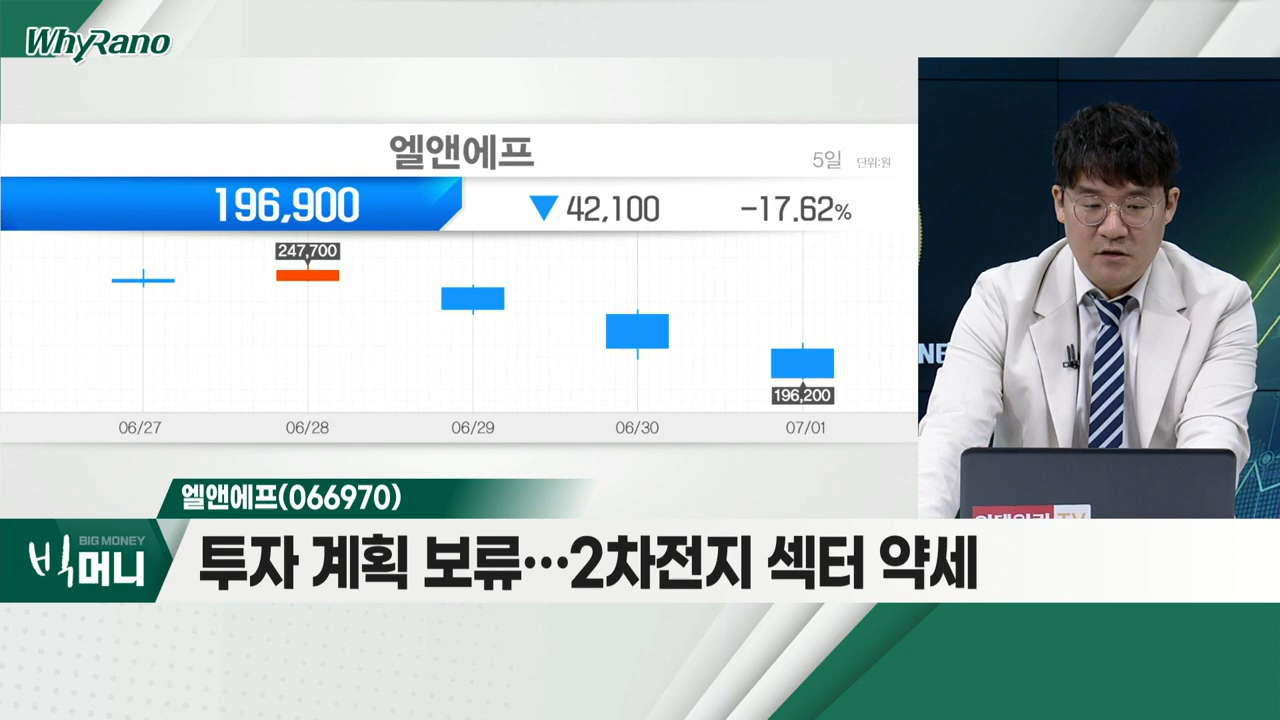 WhyRano
엘앤에프
5일 단위:원
196,900 ▼ 42,100 -17.62%
247,700
196,200
06/27 06/28 06/29 06/30 07/01
NE
엘앤에프(066970)
BIG MONEY
빅머니
투자 계획 보류…2차전지 섹터 약세